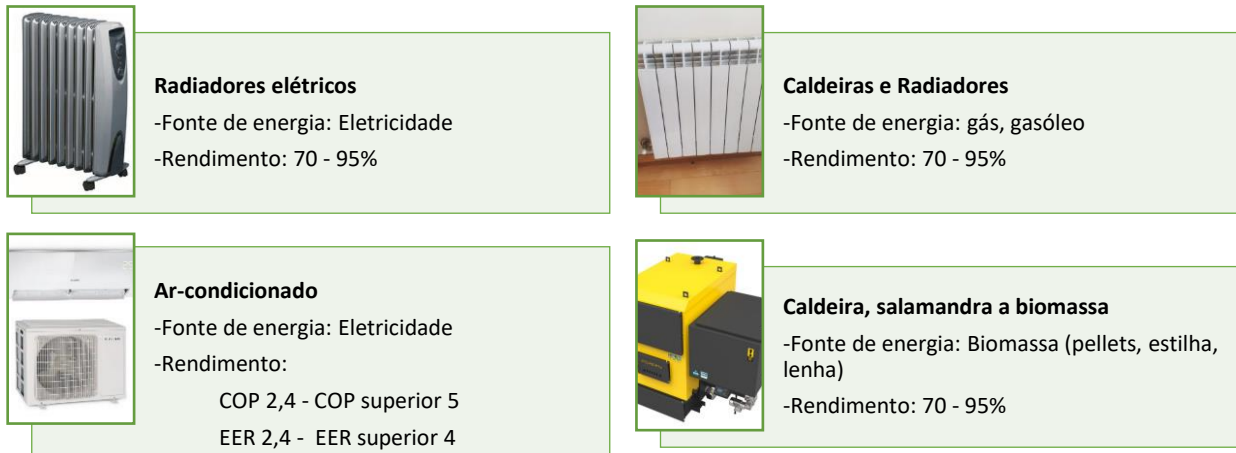 Radiadores elétricos
-Fonte de energia: Eletricidade
-Rendimento: 70 - 95%
Caldeiras e Radiadores
-Fonte de energia: gás, gasóleo
-Rendimento: 70 - 95%
Ar-condicionado
-Fonte de energia: Eletricidade
-Rendimento:
COP 2,4 - COP superior 5
EER 2,4 - EER superior 4
Caldeira, salamandra a biomassa
-Fonte de energia: Biomassa (pellets, estilha,
lenha)
-Rendimento: 70 - 95%